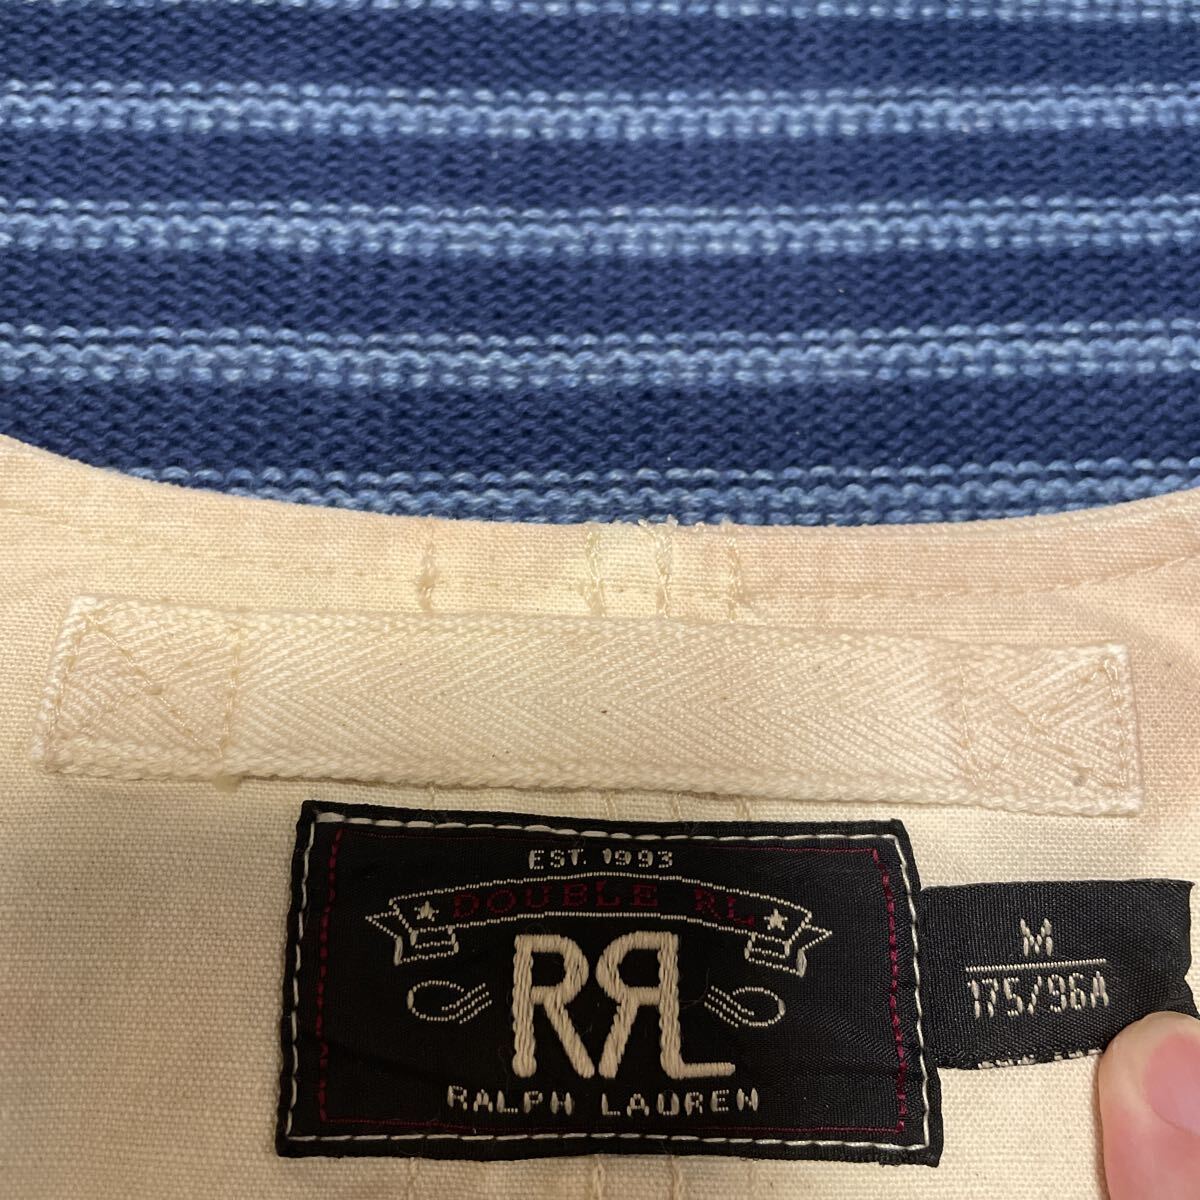 EST. 1993
DOUBLE RL
RRL
RALPH LAUREN
M
175/96A